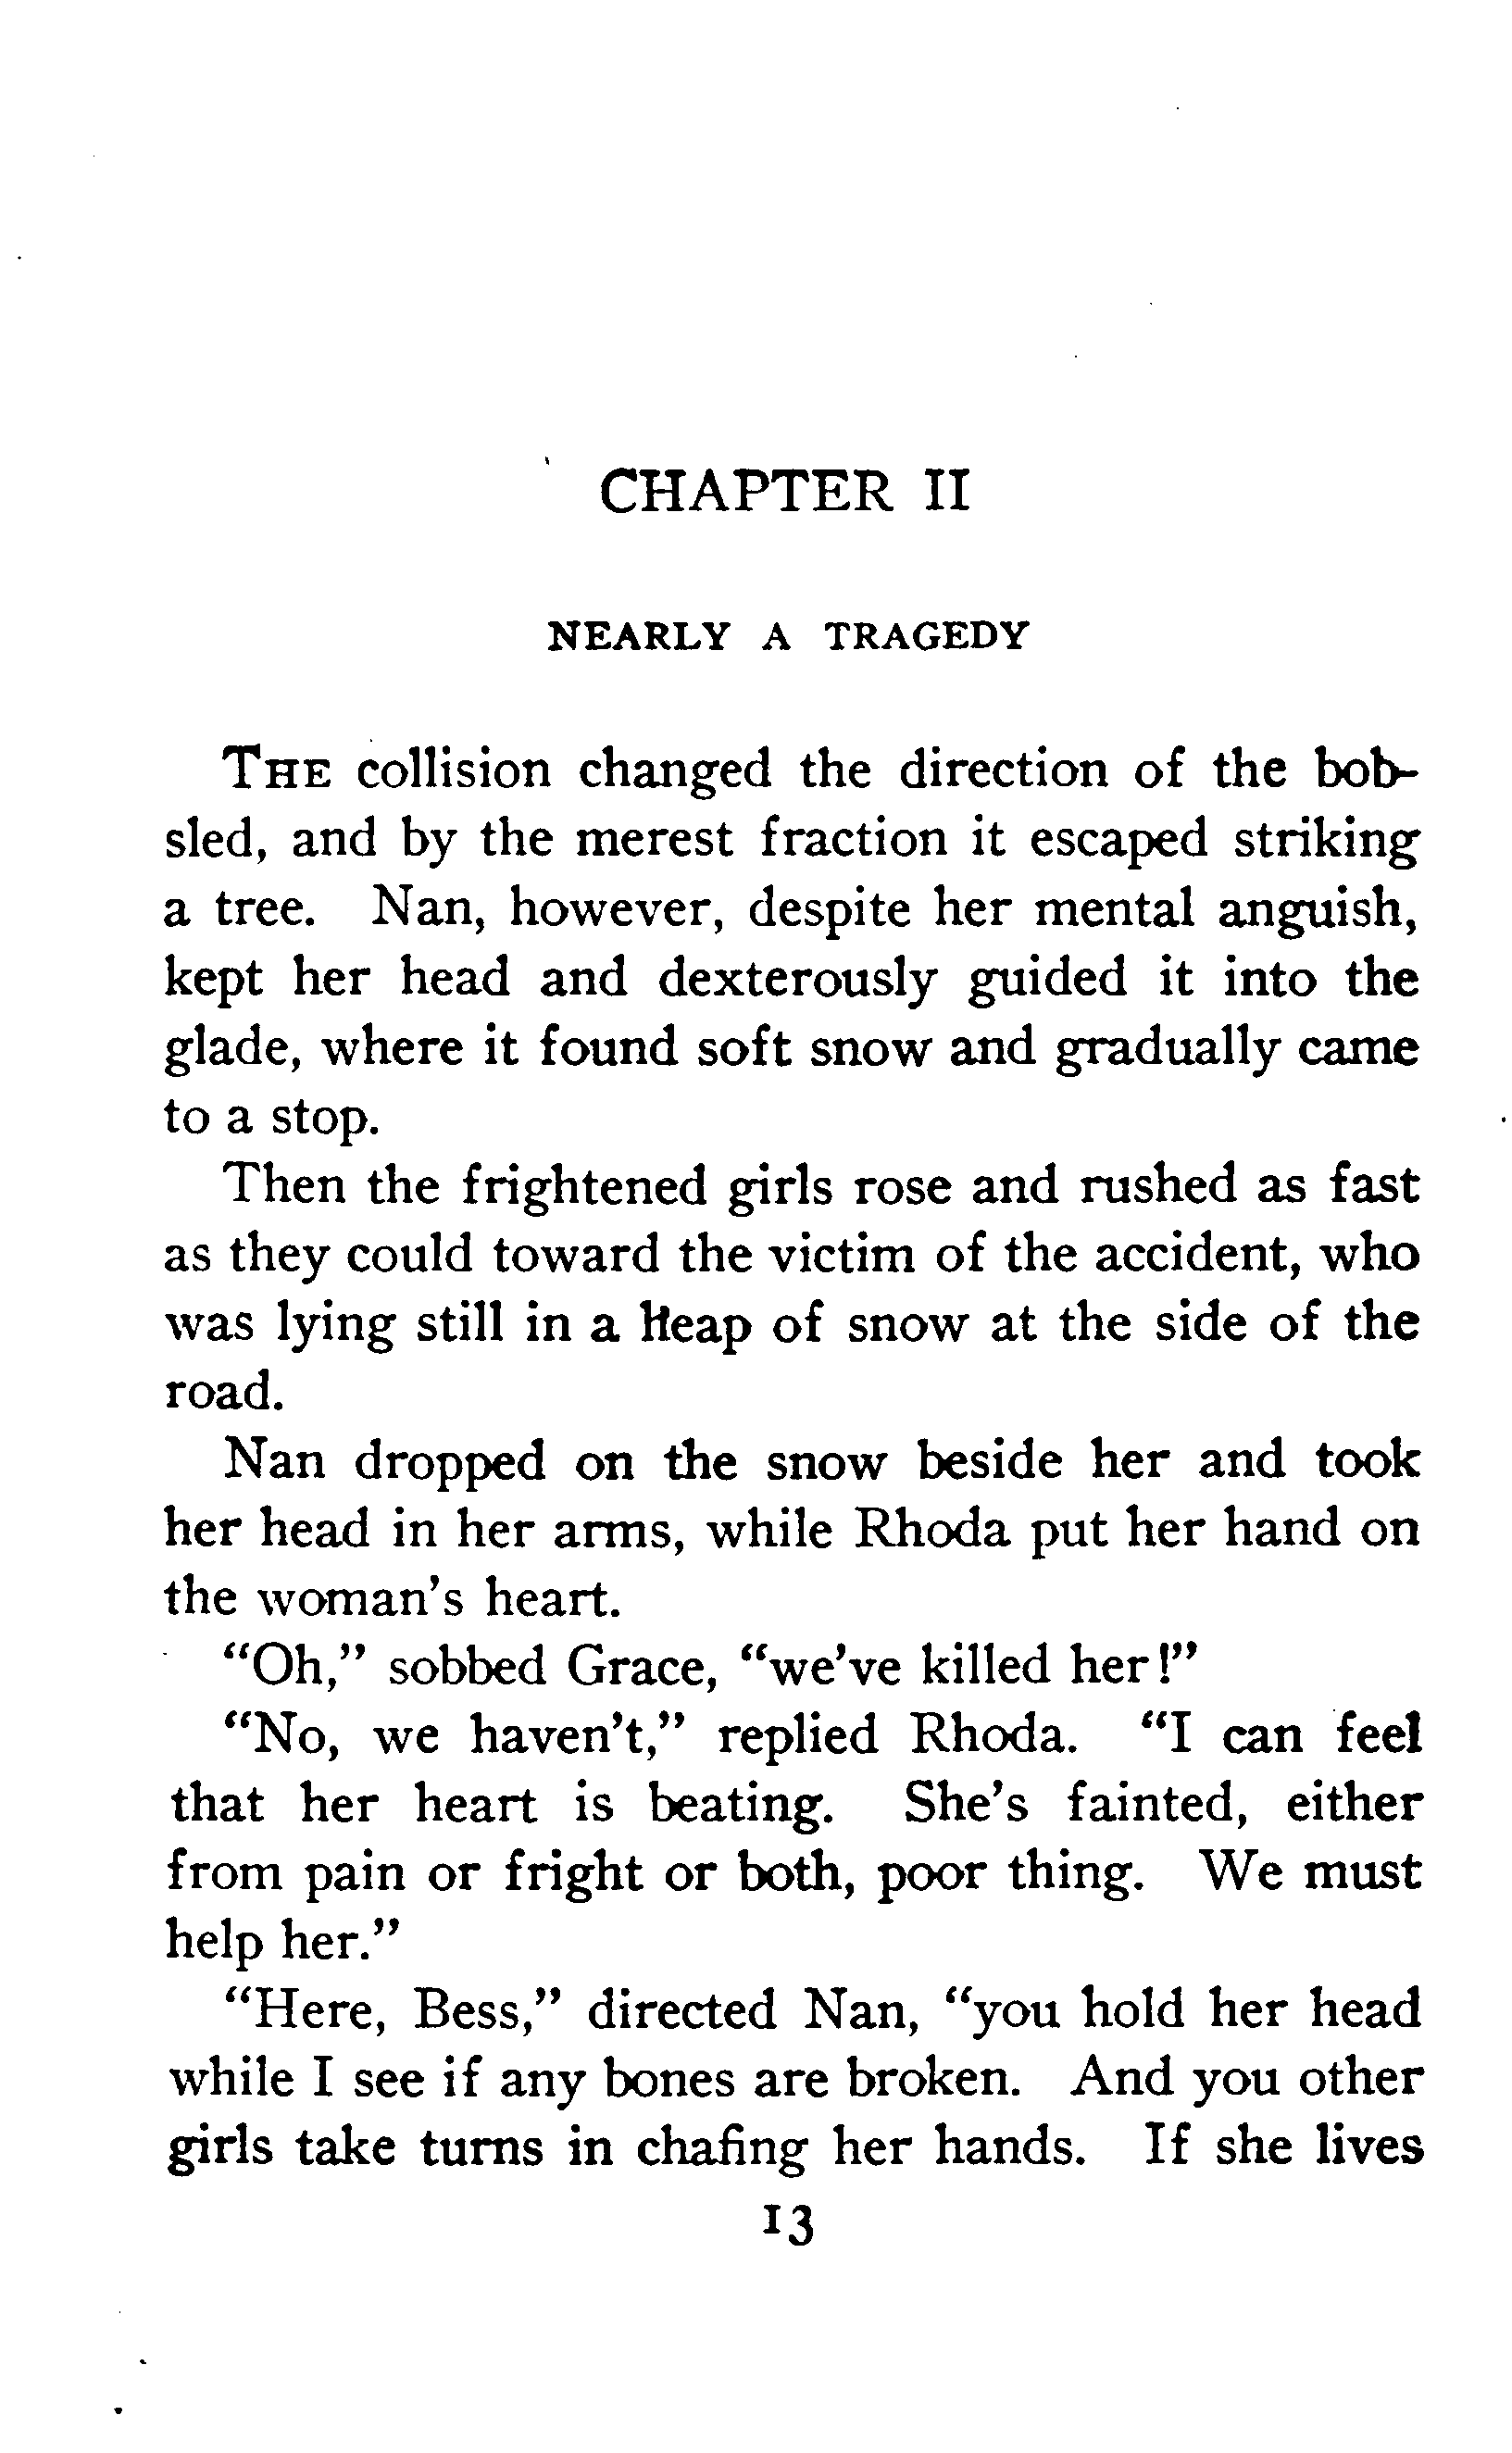 CHAPTER II
NEARLY A TRAGEDY
THE collision changed the direction of the bob-
sled, and by the merest fraction it escaped striking
a tree. Nan, however, despite her mental anguish,
kept her head and dexterously guided it into the
glade, where it found soft snow and gradually came
to a stop.
Then the frightened girls rose and rushed as fast
as they could toward the victim of the accident, who
was lying still in a heap of snow at the side of the
road.
Nan dropped on the snow beside her and took
her head in her arms, while Rhoda put her hand on
the woman's heart.
"Oh," sobbed Grace, "we've killed her!"
"No, we haven't," replied Rhoda. "I can feel
that her heart is beating. She's fainted, either
from pain or fright or both, poor thing. We must
help her."
"Here, Bess," directed Nan, "you hold her head
while I see if any bones are broken. And you other
girls take turns in chafing her hands. If she lives
13